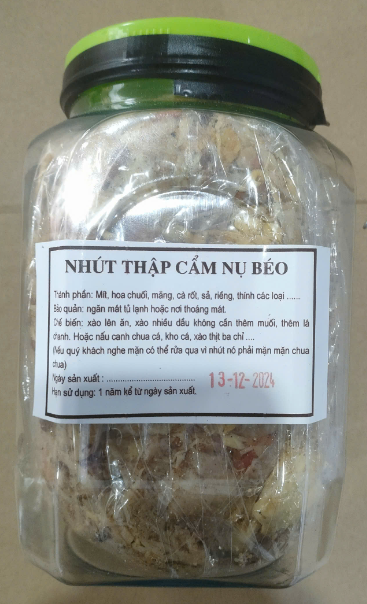 NHÚT THẬP CẨM NỤ BÉO
Thành phần: Mít, hoa chuối, măng, cà rốt, sả, riềng, thính các loại ......
Bảo quản: ngăn mát tủ lạnh hoặc nơi thoáng mát.
Chế biến: xào lên ăn, xào nhiều dầu không cần thêm muối, thêm lá
chanh. Hoặc nấu canh chua cá, kho cá, xào thịt ba chỉ ....
(Nếu quý khách nghe mặn có thể rửa qua vì nhút nó phải mặn mặn chua
chua)
Ngày sản xuất : .................................... 13-12-2024
Hạn sử dụng: 1 năm kể từ ngày sản xuất.